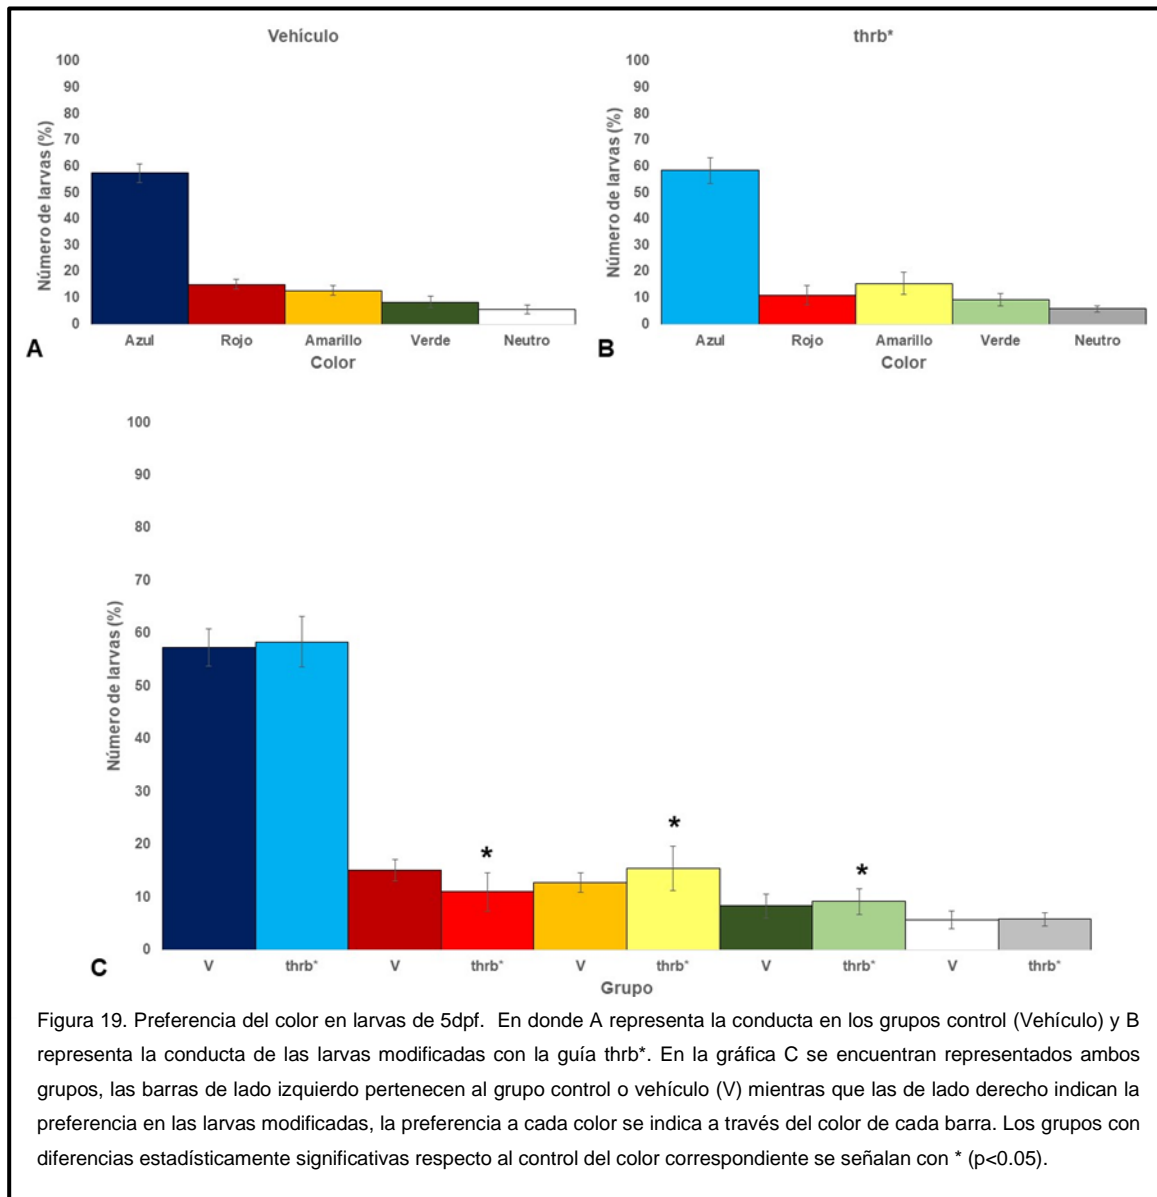 Vehículo
100
90
80
70
60
50
40
30
20
10
0
Número de larvas (%)
Azul Rojo Amarillo Verde Neutro
Color
A
thrb*
100
90
80
70
60
50
40
30
20
10
0
Número de larvas (%)
Azul Rojo Amarillo Verde Neutro
Color
B
100
90
80
70
60
50
40
30
20
10
0
Número de larvas (%)
* * *
V thrb* V thrb* V thrb* V thrb* V thrb*
Grupo
C
Figura 19. Preferencia del color en larvas de 5dpf. En donde A representa la conducta en los grupos control (Vehículo) y B
representa la conducta de las larvas modificadas con la guía thrb*. En la gráfica C se encuentran representados ambos
grupos, las barras de lado izquierdo pertenecen al grupo control o vehículo (V) mientras que las de lado derecho indican la
preferencia en las larvas modificadas, la preferencia a cada color se indica a través del color de cada barra. Los grupos con
diferencias estadísticamente significativas respecto al control del color correspondiente se señalan con * (p<0.05).